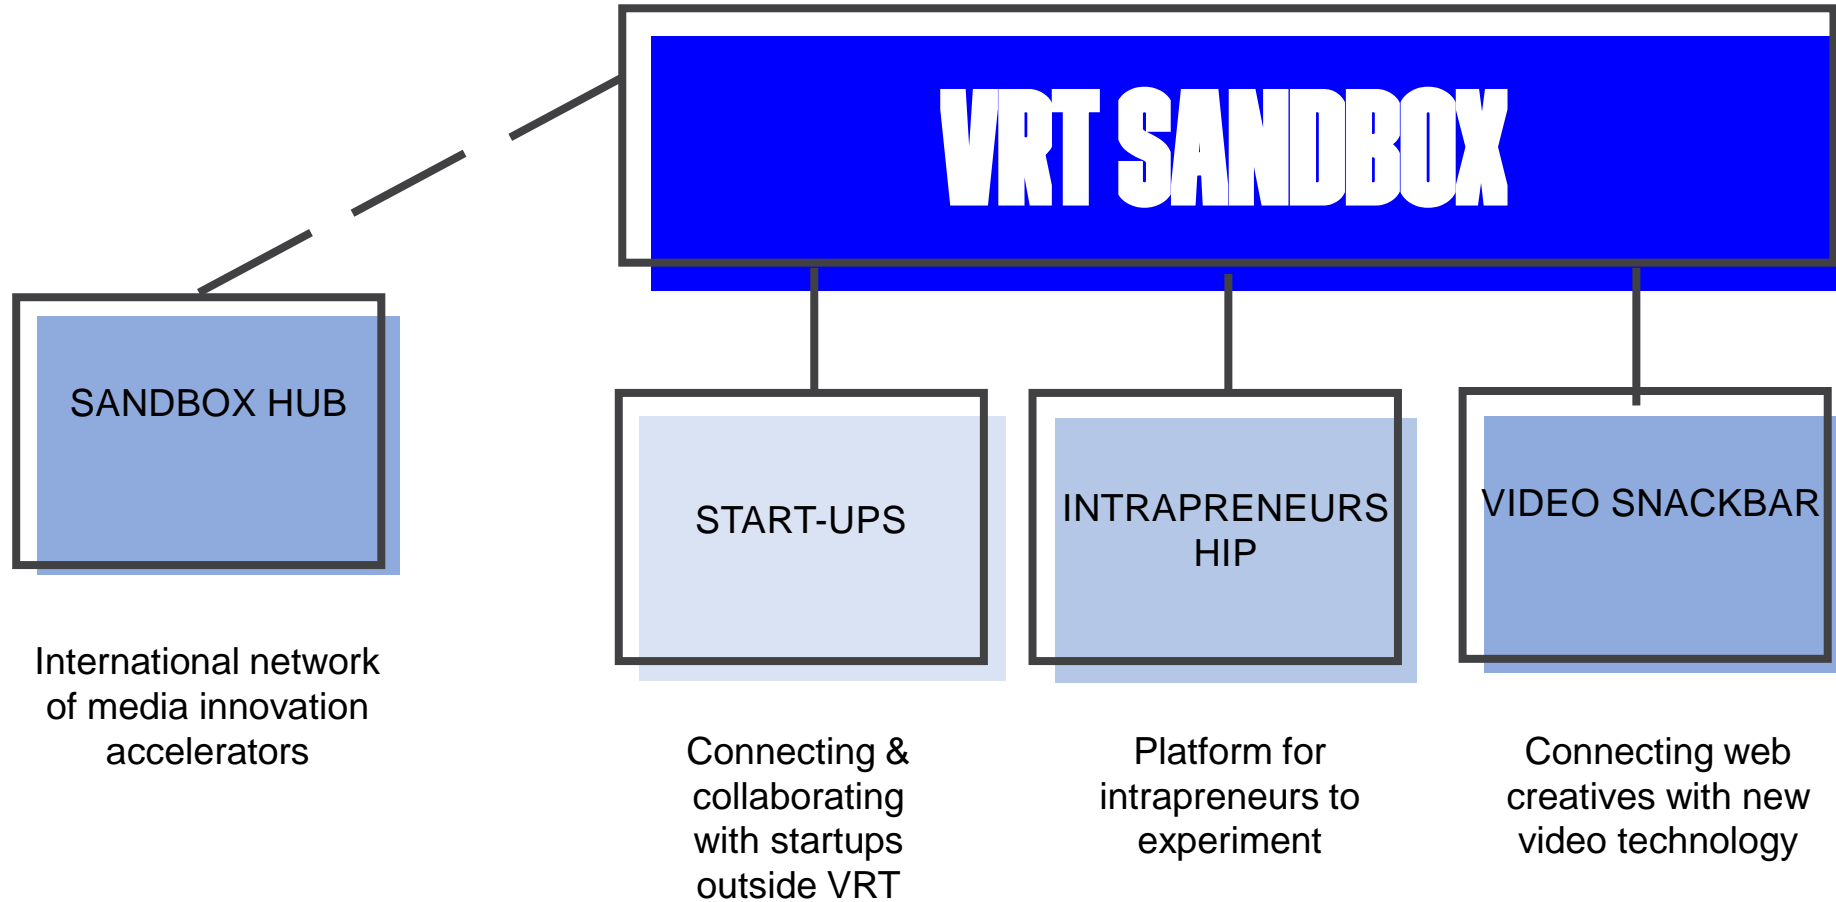 VRT SANDBOX
SANDBOX HUB
International network
of media innovation
accelerators
START-UPS
Connecting &
collaborating
with startups
outside VRT
INTRAPRENEURS
HIP
Platform for
intrapreneurs to
experiment
VIDEO SNACKBAR
Connecting web
creatives with new
video technology